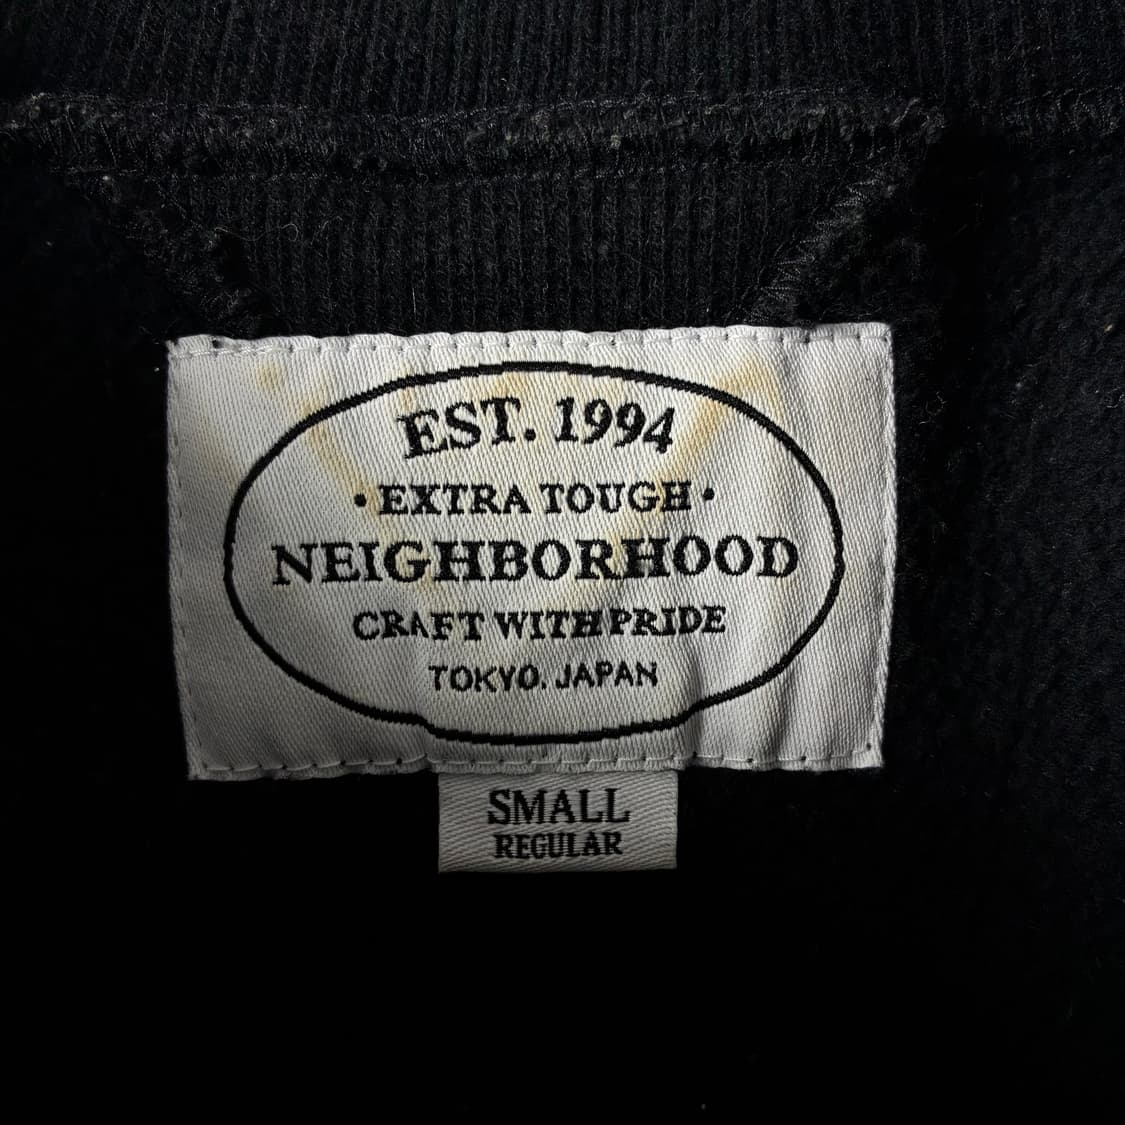 EST. 1994
• EXTRA TOUGH •
NEIGHBORHOOD
CRAFT WITH PRIDE
TOKYO. JAPAN
SMALL
REGULAR